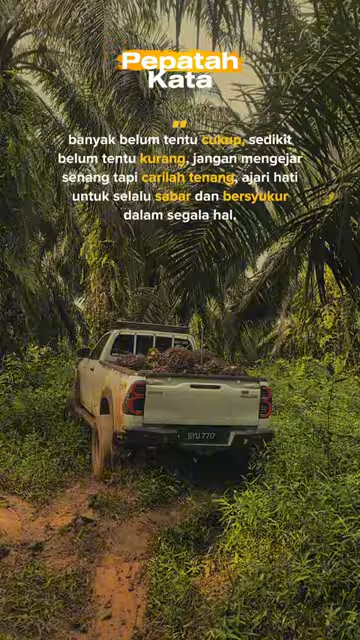 Pepatah
Kata
"
banyak belum tentu cukup, sedikit
belum tentu kurang, jangan mengejar
senang tapi carilah tenang, ajari hati
untuk selalu sabar dan bersyukur
dalam segala hal.
SYU 7717